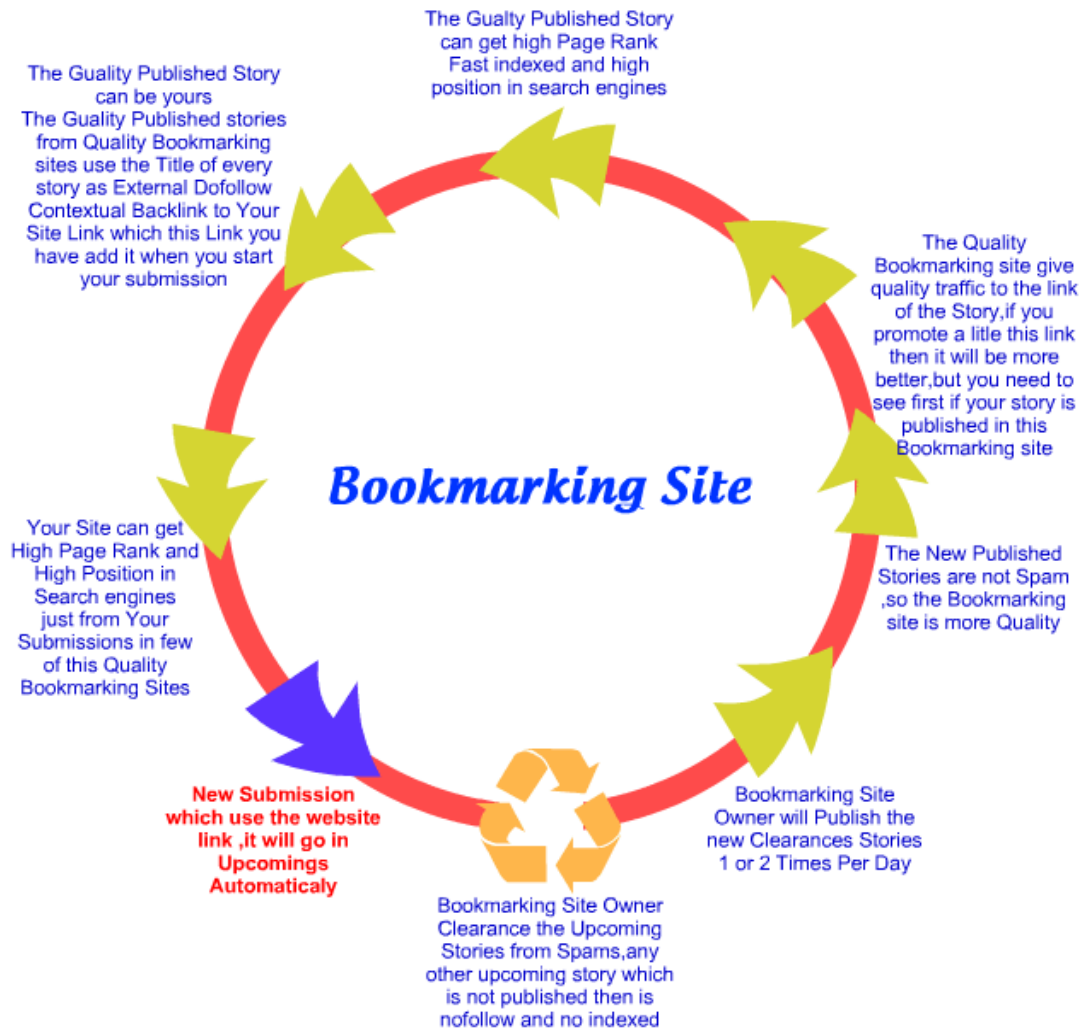 The Gualty Published Story
can get high Page Rank
Fast indexed and high
position in search engines
The Guality Published Story
can be yours
The Guality Published stories
from Quality Bookmarking
sites use the Title of every
story as External Dofollow
Contextual Backlink to Your
Site Link which this Link you
have add it when you start
your submission
The Quality
Bookmarking site give
quality traffic to the link
of the Story,if you
promote a litle this link
then it will be more
better,but you need to
see first if your story is
published in this
Bookmarking site
Bookmarking Site
Your Site can get
High Page Rank and
High Position in
Search engines
just from Your
Submissions in few
of this Quality
Bookmarking Sites
The New Published
Stories are not Spam
,so the Bookmarking
site is more Quality
New Submission
which use the website
link ,it will go in
Upcomings
Automaticaly
Bookmarking Site
Owner will Publish the
new Clearances Stories
1 or 2 Times Per Day
Bookmarking Site Owner
Clearance the Upcoming
Stories from Spams,any
other upcoming story which
is not published then is
nofollow and no indexed